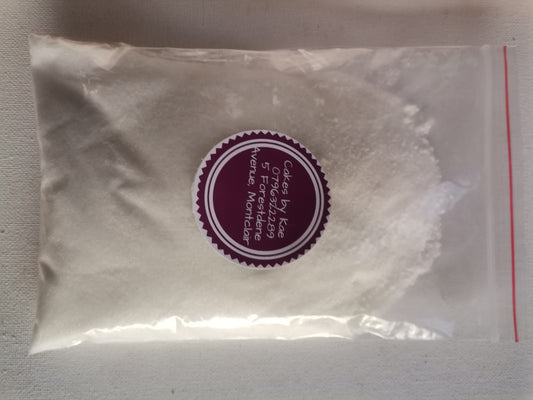 Cakes by Kae
0796322289
5 Forestdene
Avenue, Montclair